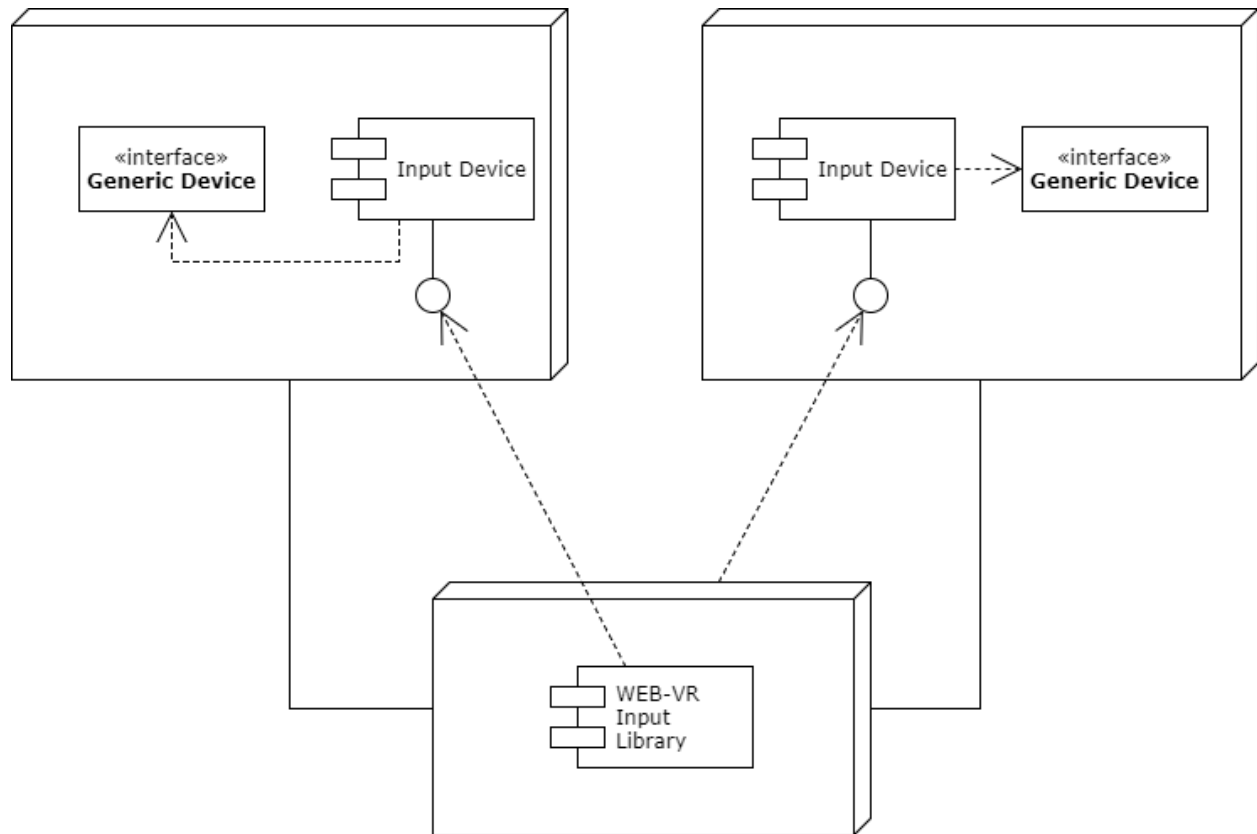 «interface»
Generic Device
Input Device
Input Device
«interface»
Generic Device
WEB-VR
Input
Library